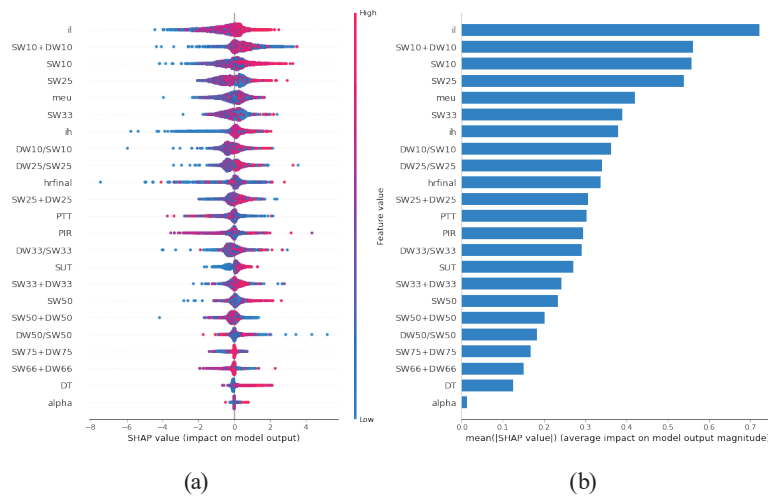 il
SW10+DW10
SW10
SW25
meu
SW33
ih
DW10/SW10
DW25/SW25
hrfinal
SW25+DW25
PTT
PIR
DW33/SW33
SUT
SW33+DW33
SW50
SW50+DW50
DW50/SW50
SW75+DW75
SW66+DW66
DT
alpha
−8 −6 −4 −2 0 2 4
SHAP value (impact on model output)
High
Feature value
Low
il
SW10+DW10
SW10
SW25
meu
SW33
ih
DW10/SW10
DW25/SW25
hrfinal
SW25+DW25
PTT
PIR
DW33/SW33
SUT
SW33+DW33
SW50
SW50+DW50
DW50/SW50
SW75+DW75
SW66+DW66
DT
alpha
0.0 0.1 0.2 0.3 0.4 0.5 0.6 0.7
mean(|SHAP value|) (average impact on model output magnitude)
(a) (b)